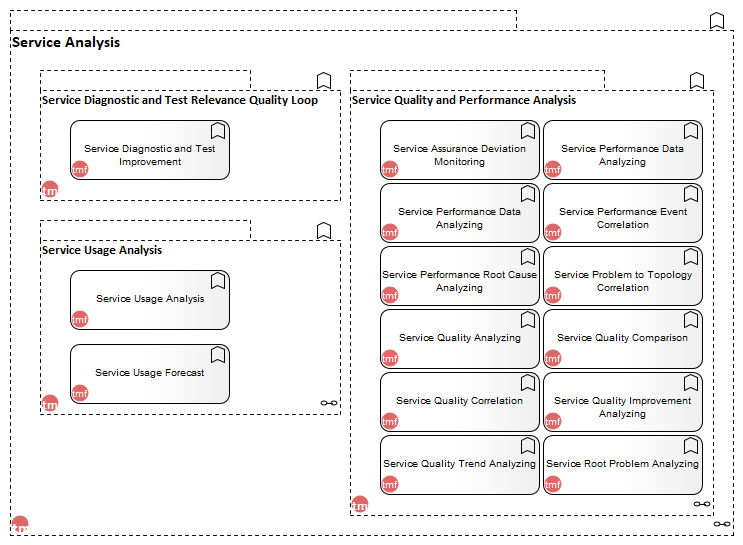 Service Analysis
Service Diagnostic and Test Relevance Quality Loop
Service Diagnostic and Test
Improvement
tmf
tm
Service Usage Analysis
Service Usage Analysis
tmf
Service Usage Forecast
tmf
tm
Service Quality and Performance Analysis
Service Assurance Deviation
Monitoring
tmf
Service Performance Data
Analyzing
tmf
Service Performance Data
Analyzing
tmf
Service Performance Event
Correlation
tmf
Service Performance Root Cause
Analyzing
tmf
Service Problem to Topology
Correlation
tmf
Service Quality Analyzing
tmf
Service Quality Comparison
tmf
Service Quality Correlation
tmf
Service Quality Improvement
Analyzing
tmf
Service Quality Trend Analyzing
tmf
Service Root Problem Analyzing
tmf
tm
tm